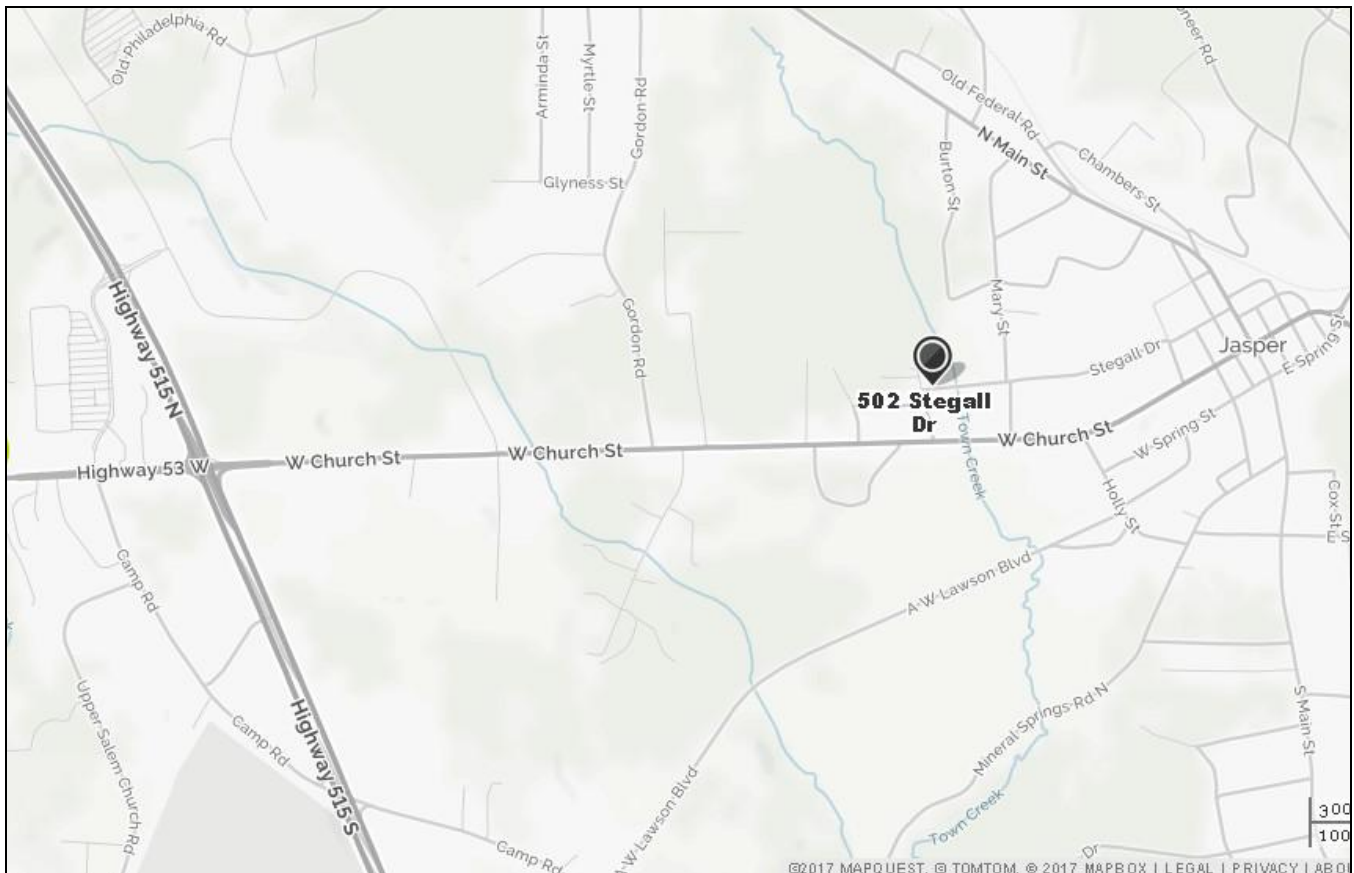 Old Philadelphia Rd
Arminda St
Myrtle St
Gordon Rd
Glyness St
Old Federal Rd
N Main St
Burton St
Chambers St
Highway 515 N
Gordon Rd
Mary St
Stegall Dr
Jasper
E Spring St
502 Stegall
Dr
W Church St
W Church St
W Church St
Highway 53 W
Town Creek
W Spring St
Holly St
Cox St
Camp Rd
A W Lawson Blvd
Upper Salem Church Rd
Camp Rd
Highway 515 S
Mineral Springs Rd N
S Main St
W Lawson Blvd
Town Creek
Camp Rd
Dr
300
100
©2017 MAPQUEST, © TOMTOM, © 2017 MAPBOX | LEGAL | PRIVACY |